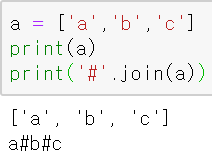 a = ['a','b','c']
print(a)
print('#'.join(a))
['a', 'b', 'c']
a#b#c